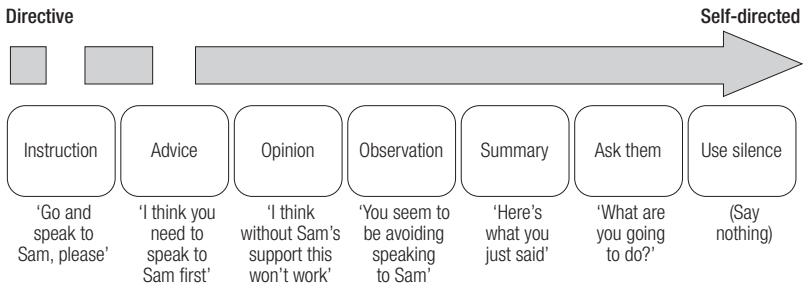 Directive
Self-directed
Instruction
Advice
Opinion
Observation
Summary
Ask them
Use silence
‘Go and
speak to
Sam, please’
‘I think you
need to
speak to
Sam first’
‘I think
without Sam’s
support this
won’t work’
‘You seem to
be avoiding
speaking
to Sam’
‘Here’s
what you
just said’
‘What are
you going
to do?’
(Say
nothing)